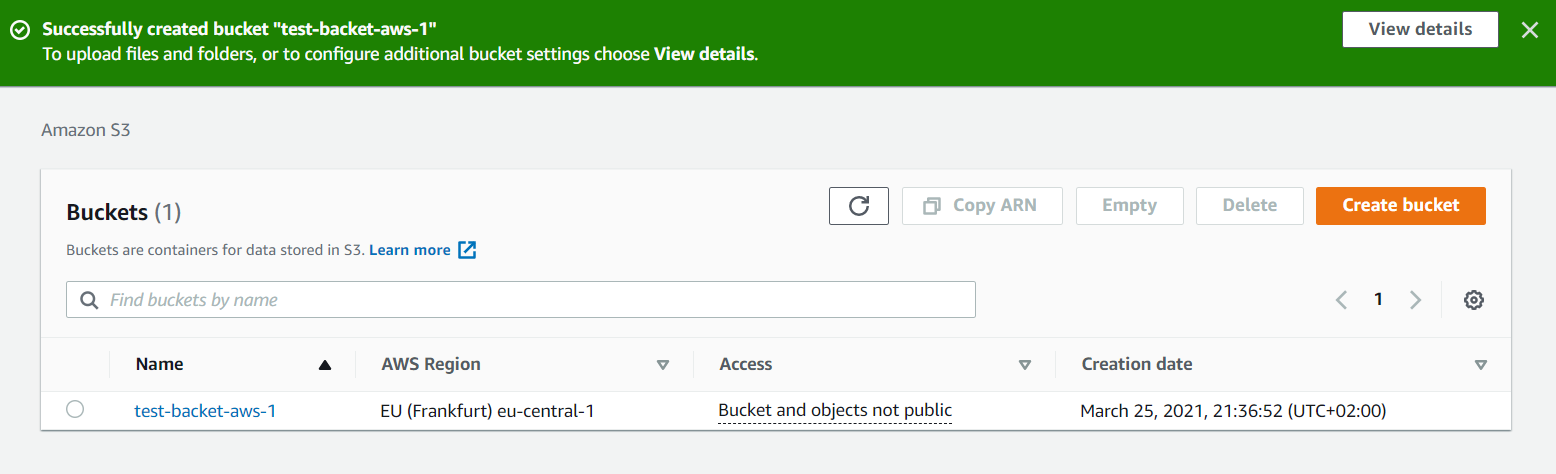 Successfully created bucket "test-backet-aws-1"
View details
To upload files and folders, or to configure additional bucket settings choose View details.
Amazon S3
Buckets (1)
Copy ARN
Empty
Delete
Create bucket
Buckets are containers for data stored in S3. Learn more
Find buckets by name
1
Name AWS Region Access Creation date
test-backet-aws-1 EU (Frankfurt) eu-central-1 Bucket and objects not public March 25, 2021, 21:36:52 (UTC+02:00)